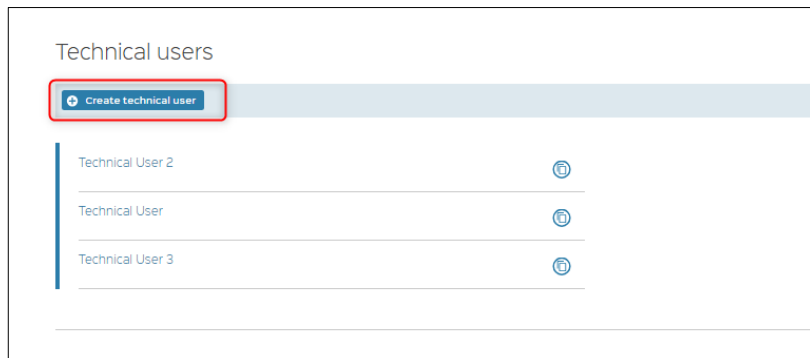 Technical users
Create technical user
Technical User 2
Technical User
Technical User 3